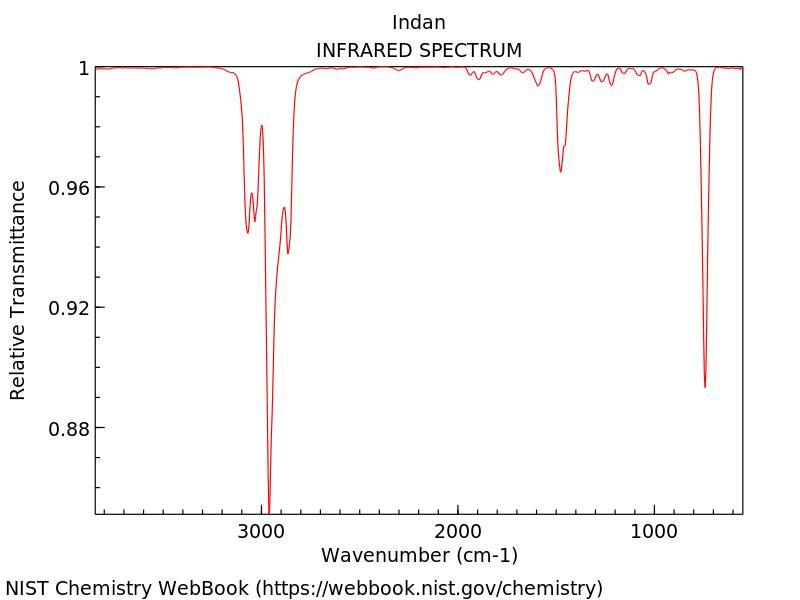 Indan
INFRARED SPECTRUM
1
0.96
0.92
0.88
Relative Transmittance
3000 2000 1000
Wavenumber (cm-1)
NIST Chemistry WebBook (https://webbook.nist.gov/chemistry)